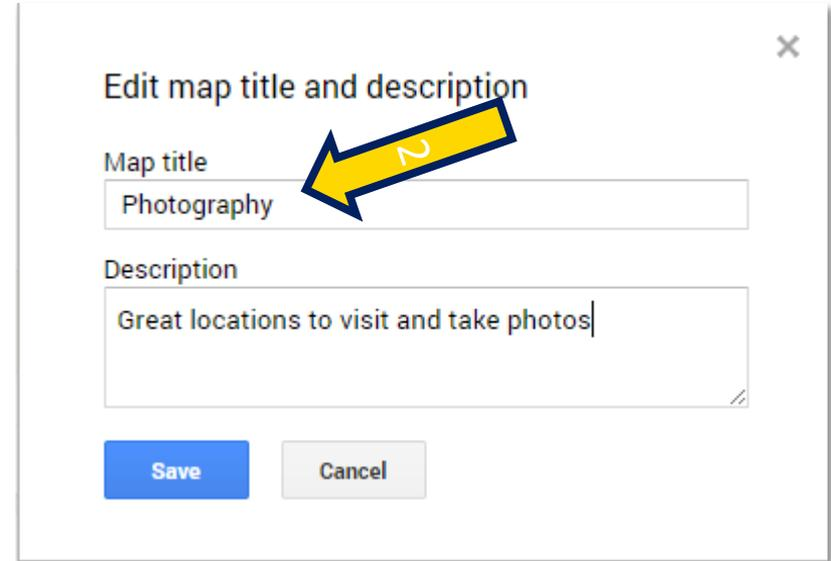 ×
Edit map title and description
Map title
2
Photography
Description
Great locations to visit and take photos
Save
Cancel